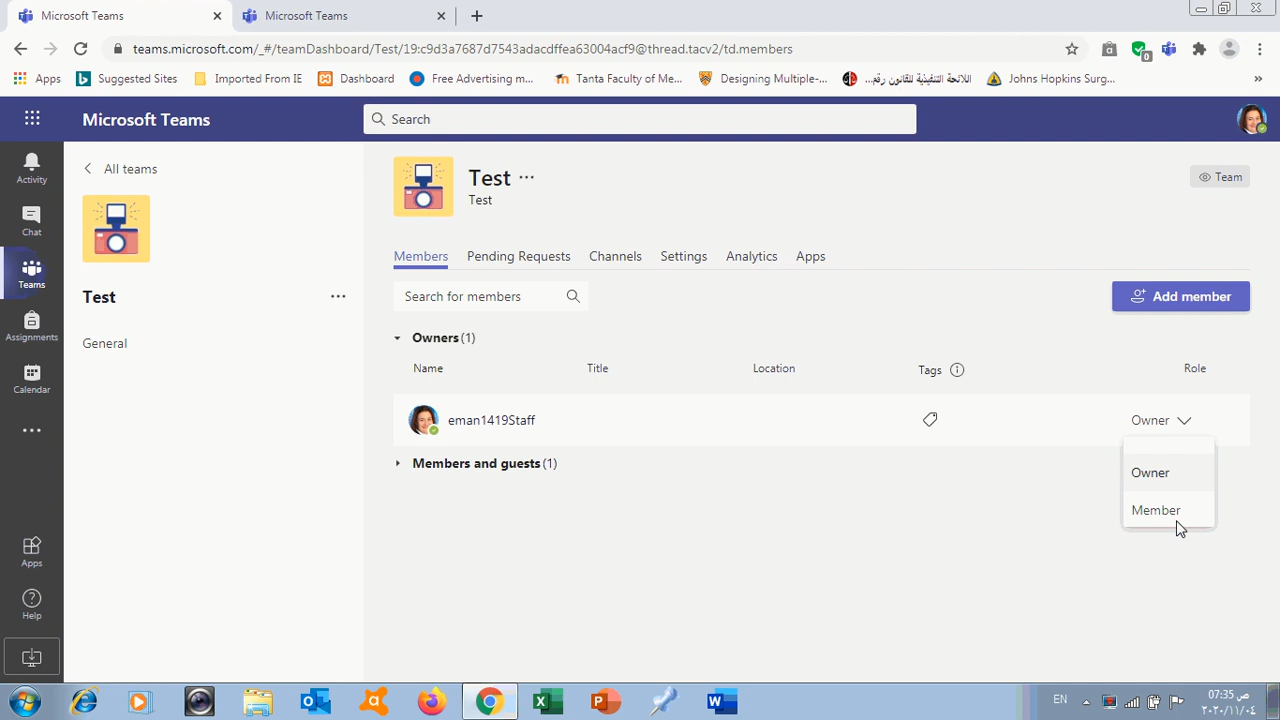 Microsoft Teams
Microsoft Teams
teams.microsoft.com/_#/teamDashboard/Test/19:c9d3a7687d7543adacdffea63004acf9@thread.tacv2/td.members
0
Apps
Suggested Sites
Imported From IE
Dashboard
Free Advertising m...
Tanta Faculty of Me...
Designing Multiple-...
اللائحة التنفيذية للقانون رقم...
Johns Hopkins Surg...
»
Microsoft Teams
Search
Activity
Chat
Teams
Assignments
Calendar
Apps
Help
All teams
Test
General
Test
Test
Team
Members Pending Requests Channels Settings Analytics Apps
Search for members
Add member
Owners (1)
Name Title Location Tags Role
eman1419Staff Owner
Owner
Member
Members and guests (1)
EN
07:35 ص
٢٠٢٠/١١/٠٤